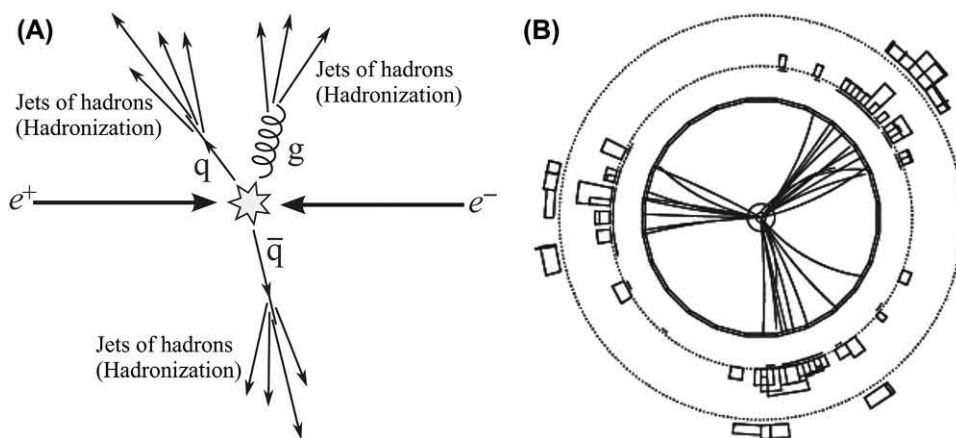 (A)
(B)
Jets of hadrons
(Hadronization)
Jets of hadrons
(Hadronization)
q
g
e⁺
e⁻
q̄
Jets of hadrons
(Hadronization)